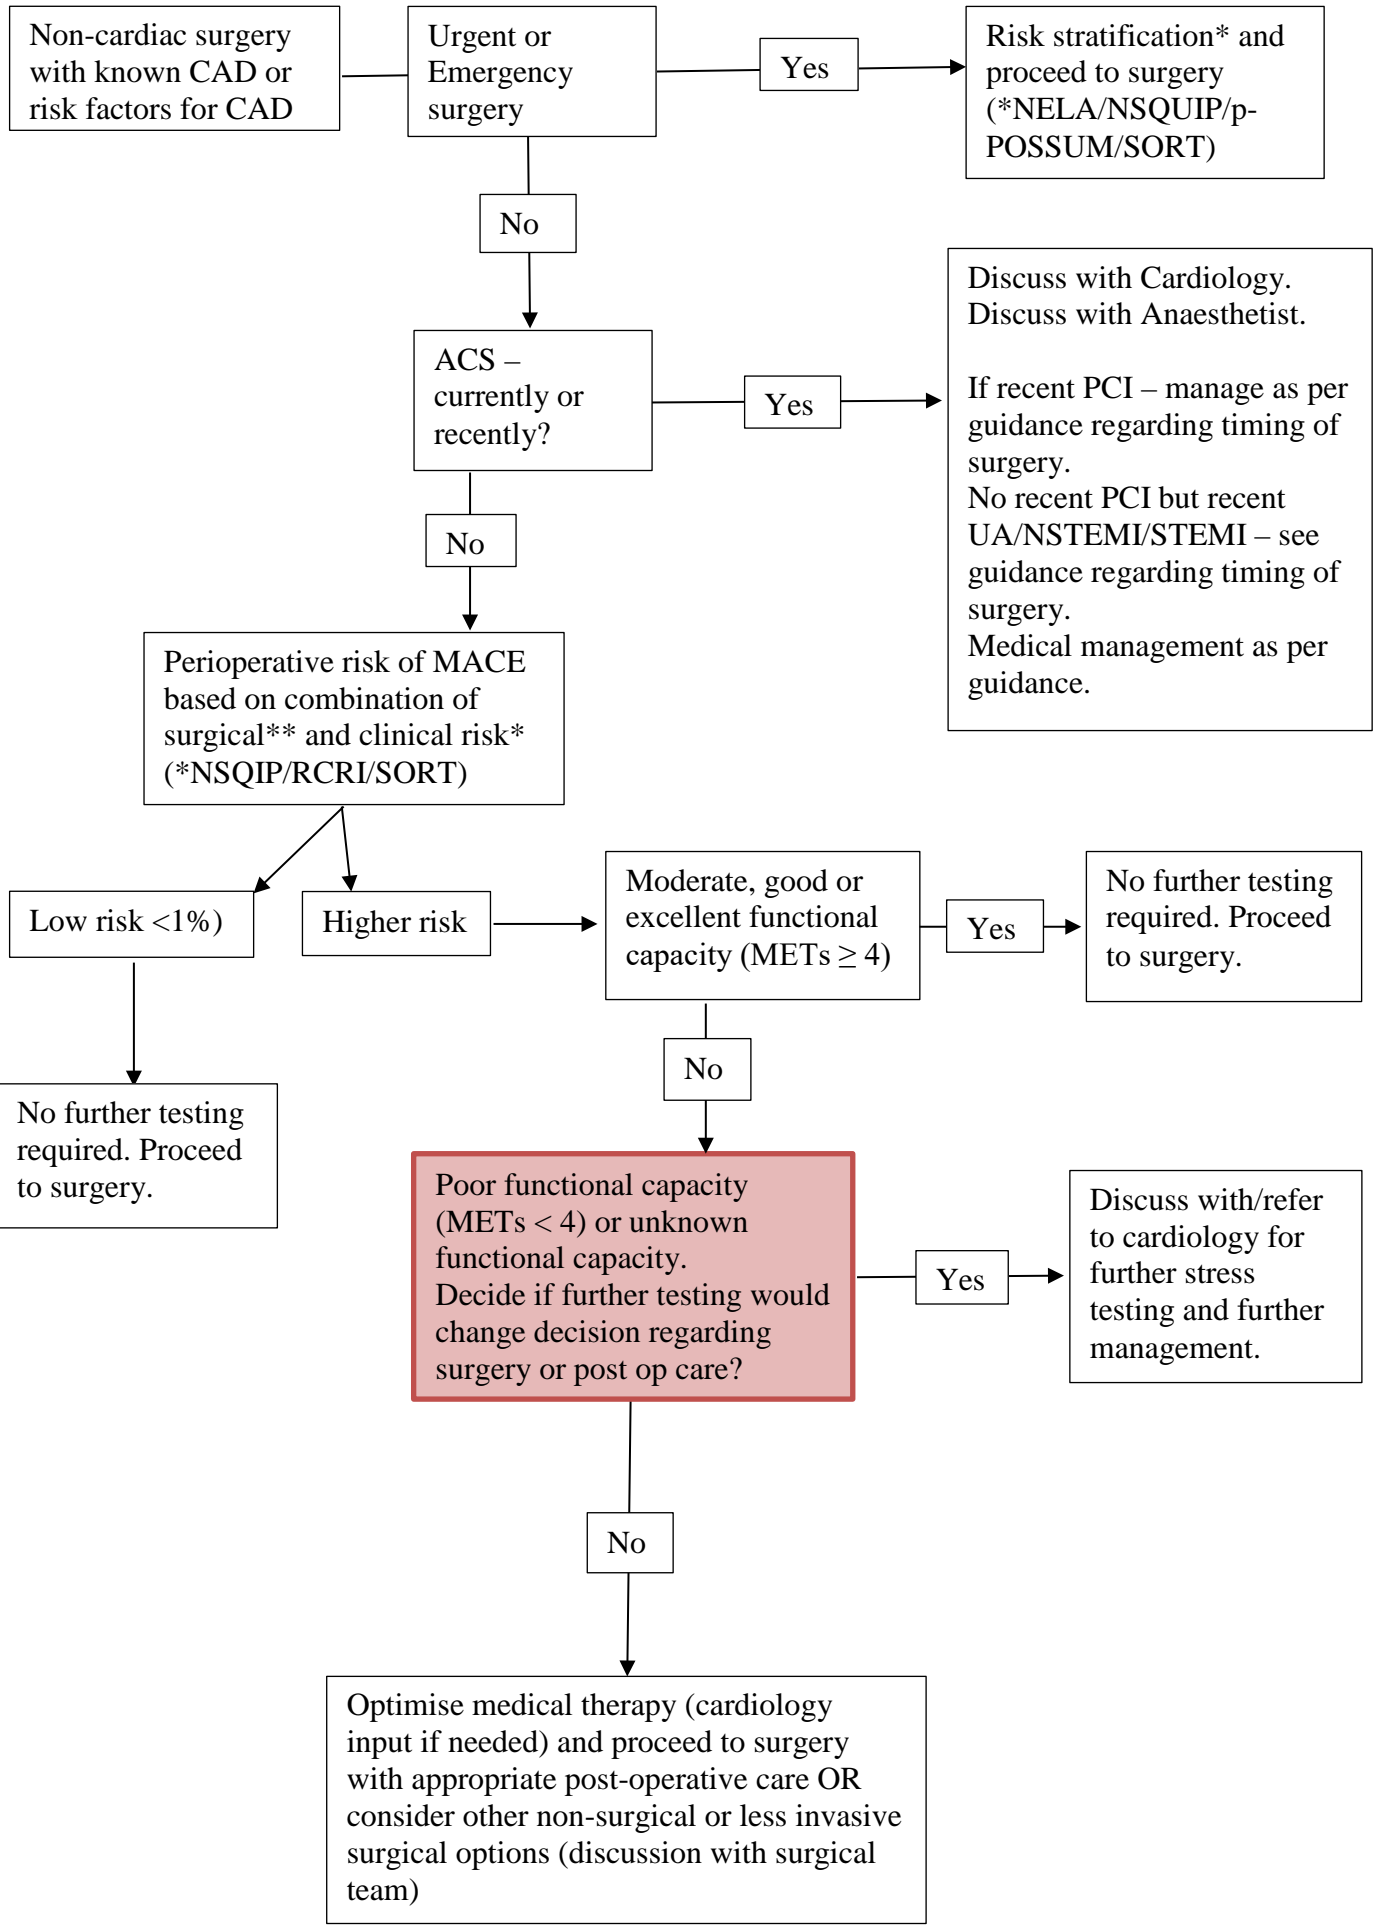 Non-cardiac surgery
with known CAD or
risk factors for CAD
Urgent or
Emergency
surgery
Yes
Risk stratification* and
proceed to surgery
(*NELA/NSQUIP/p-
POSSUM/SORT)
No
ACS –
currently or
recently?
Yes
Discuss with Cardiology.
Discuss with Anaesthetist.
If recent PCI – manage as per
guidance regarding timing of
surgery.
No recent PCI but recent
UA/NSTEMI/STEMI – see
guidance regarding timing of
surgery.
Medical management as per
guidance.
No
Perioperative risk of MACE
based on combination of
surgical** and clinical risk*
(*NSQIP/RCRI/SORT)
Low risk <1%)
Higher risk
Moderate, good or
excellent functional
capacity (METs ≥ 4)
Yes
No further testing
required. Proceed
to surgery.
No
No further testing
required. Proceed
to surgery.
Poor functional capacity
(METs < 4) or unknown
functional capacity.
Decide if further testing would
change decision regarding
surgery or post op care?
Yes
Discuss with/refer
to cardiology for
further stress
testing and further
management.
No
Optimise medical therapy (cardiology
input if needed) and proceed to surgery
with appropriate post-operative care OR
consider other non-surgical or less invasive
surgical options (discussion with surgical
team)